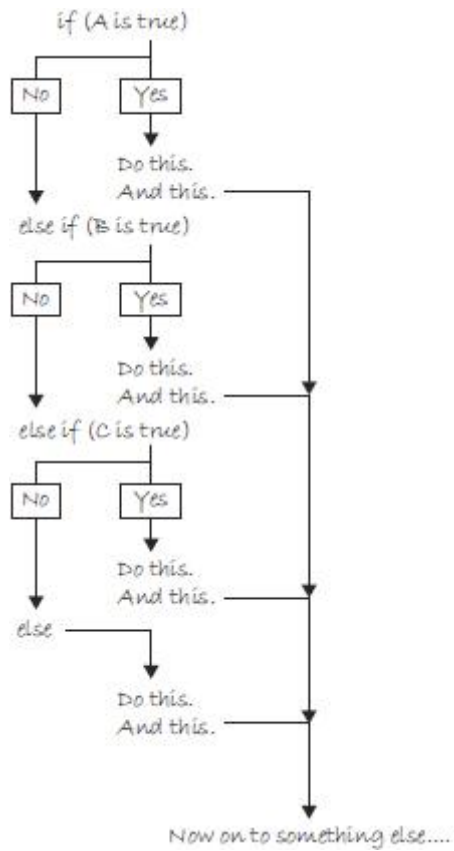 if (A is true)
No
Yes
Do this.
And this.
else if (B is true)
No
Yes
Do this.
And this.
else if (C is true)
No
Yes
Do this.
And this.
else
Do this.
And this.
Now on to something else....